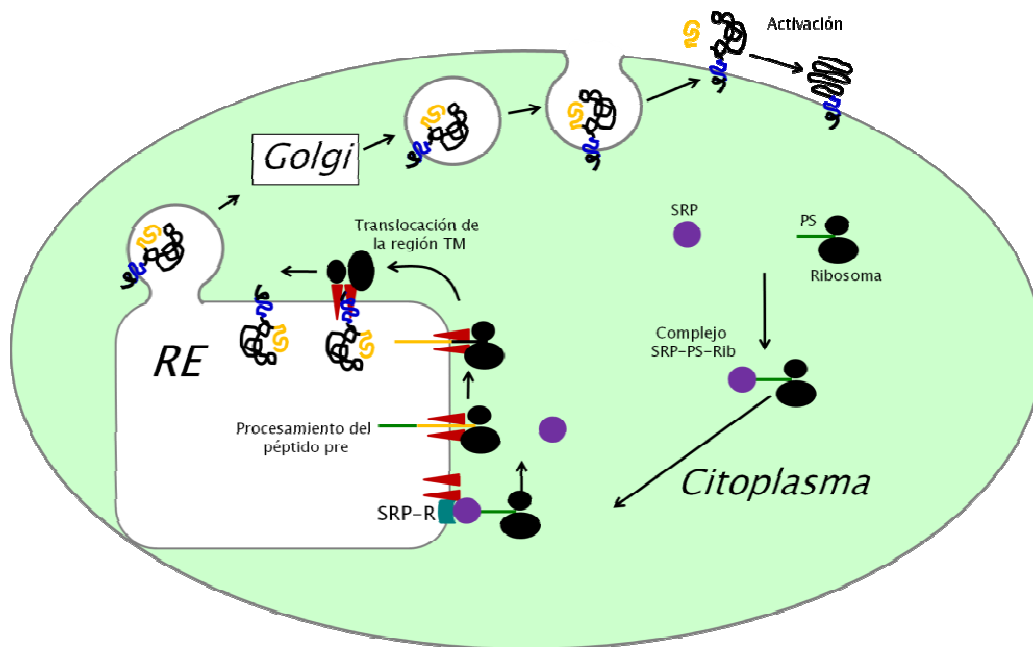 Activación
Golgi
Translocación de
la región TM
SRP
PS
Ribosoma
RE
Complejo
SRP-PS-Rib
Procesamiento del
péptido pre
Citoplasma
SRP-R